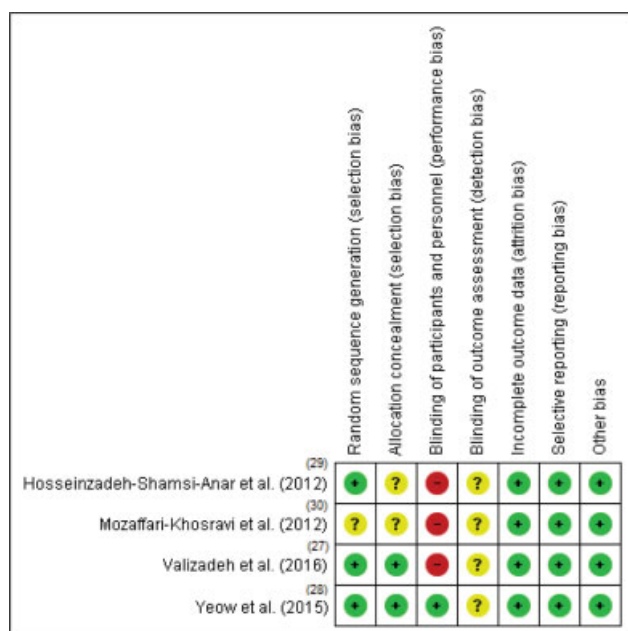 Random sequence generation (selection bias)
Allocation concealment (selection bias)
Blinding of participants and personnel (performance bias)
Blinding of outcome assessment (detection bias)
Incomplete outcome data (attrition bias)
Selective reporting (reporting bias)
Other bias
(29)
Hosseinzadeh-Shamsi-Anar et al. (2012) + ? - ? + + +
(30)
Mozaffari-Khosravi et al. (2012) ? ? - ? + + +
(27)
Valizadeh et al. (2016) + + - ? + + +
(28)
Yeow et al. (2015) + + + ? + + +